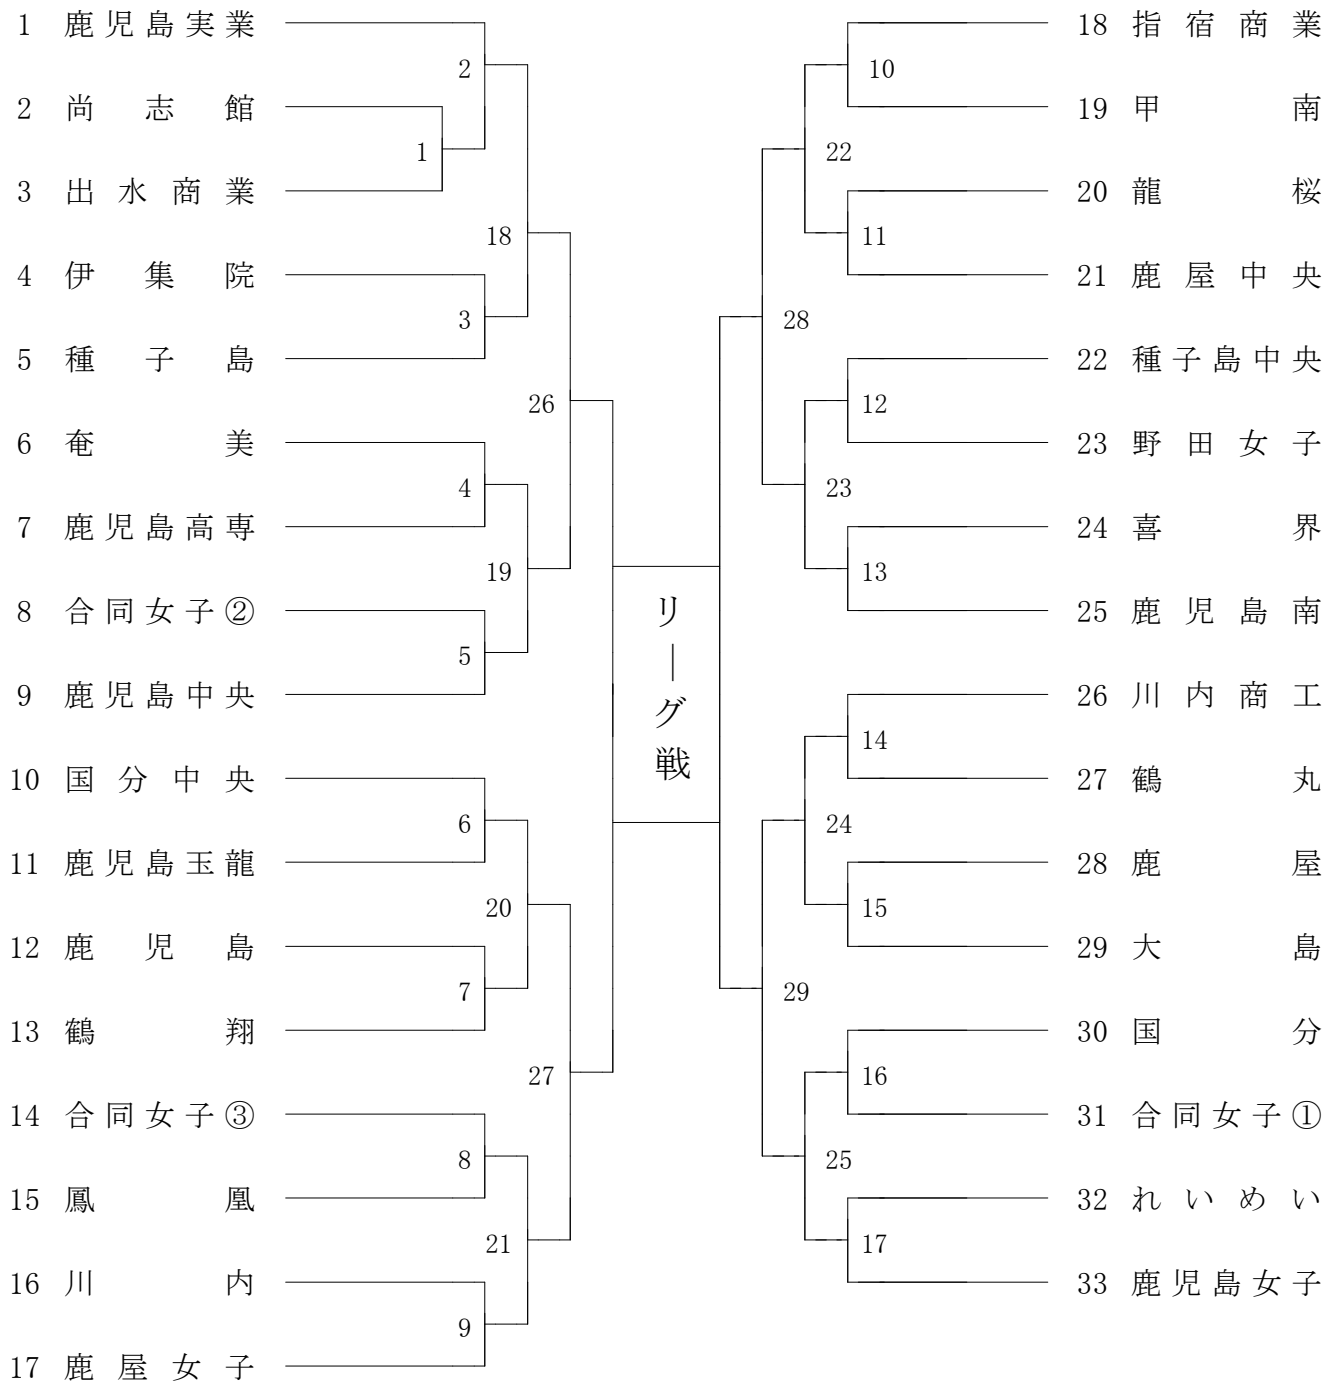 1 鹿児島実業
2 尚志館
3 出水商業
4 伊集院
5 種子島
6 奄美
7 鹿児島高専
8 合同女子②
9 鹿児島中央
10 国分中央
11 鹿児島玉龍
12 鹿児島
13 鶴翔
14 合同女子③
15 鳳凰
16 川内
17 鹿屋女子
2
1
18
3
26
4
19
5
6
20
7
27
8
21
9
リーグ戦
10
22
11
28
12
23
13
14
24
15
29
16
25
17
18 指宿商業
19 甲南
20 龍桜
21 鹿屋中央
22 種子島中央
23 野田女子
24 喜界
25 鹿児島南
26 川内商工
27 鶴丸
28 鹿屋
29 大島
30 国分
31 合同女子①
32 れいめい
33 鹿児島女子